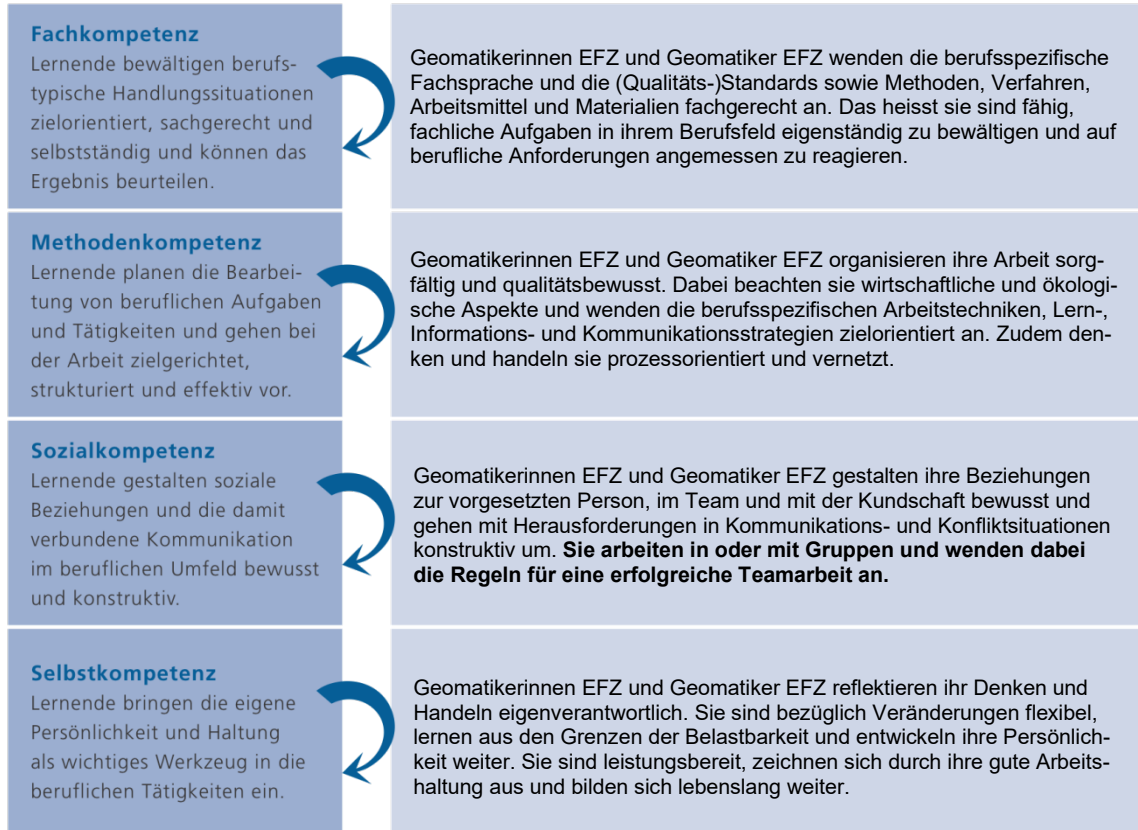 Fachkompetenz
Lernende bewältigen berufs-
typische Handlungssituationen
zielorientiert, sachgerecht und
selbstständig und können das
Ergebnis beurteilen.
Geomatikerinnen EFZ und Geomatiker EFZ wenden die berufsspezifische
Fachsprache und die (Qualitäts-)Standards sowie Methoden, Verfahren,
Arbeitsmittel und Materialien fachgerecht an. Das heisst sie sind fähig,
fachliche Aufgaben in ihrem Berufsfeld eigenständig zu bewältigen und auf
berufliche Anforderungen angemessen zu reagieren.
Methodenkompetenz
Lernende planen die Bearbei-
tung von beruflichen Aufgaben
und Tätigkeiten und gehen bei
der Arbeit zielgerichtet,
strukturiert und effektiv vor.
Geomatikerinnen EFZ und Geomatiker EFZ organisieren ihre Arbeit sorg-
fältig und qualitätsbewusst. Dabei beachten sie wirtschaftliche und ökologi-
sche Aspekte und wenden die berufsspezifischen Arbeitstechniken, Lern-,
Informations- und Kommunikationsstrategien zielorientiert an. Zudem den-
ken und handeln sie prozessorientiert und vernetzt.
Sozialkompetenz
Lernende gestalten soziale
Beziehungen und die damit
verbundene Kommunikation
im beruflichen Umfeld bewusst
und konstruktiv.
Geomatikerinnen EFZ und Geomatiker EFZ gestalten ihre Beziehungen
zur vorgesetzten Person, im Team und mit der Kundschaft bewusst und
gehen mit Herausforderungen in Kommunikations- und Konfliktsituationen
konstruktiv um. Sie arbeiten in oder mit Gruppen und wenden dabei
die Regeln für eine erfolgreiche Teamarbeit an.
Selbstkompetenz
Lernende bringen die eigene
Persönlichkeit und Haltung
als wichtiges Werkzeug in die
beruflichen Tätigkeiten ein.
Geomatikerinnen EFZ und Geomatiker EFZ reflektieren ihr Denken und
Handeln eigenverantwortlich. Sie sind bezüglich Veränderungen flexibel,
lernen aus den Grenzen der Belastbarkeit und entwickeln ihre Persönlich-
keit weiter. Sie sind leistungsbereit, zeichnen sich durch ihre gute Arbeits-
haltung aus und bilden sich lebenslang weiter.